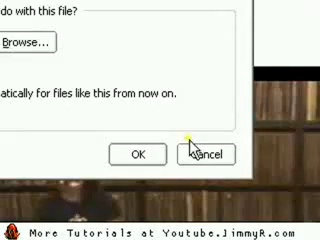 do with this file?
Browse...
atically for files like this from now on.
OK
Cancel
More Tutorials at Youtube.JimmyR.com